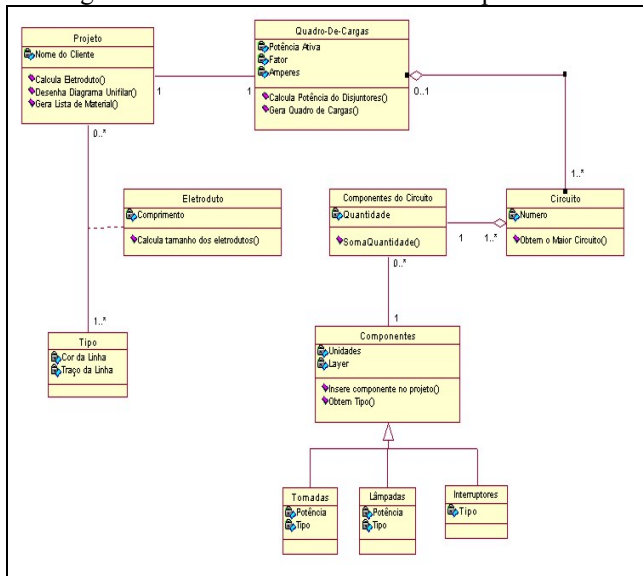 Projeto
Nome do Cliente
Calcula Eletroduto()
Desenha Diagrama Unifilar()
Gera Lista de Material()
1
1
Quadro-De-Cargas
Potência Ativa
Fator
Amperes
Calcula Potência do Disjuntores()
Gera Quadro de Cargas()
0..1
0..*
1..*
Eletroduto
Comprimento
Calcula tamanho dos eletrodutos()
Componentes do Circuito
Quantidade
SomaQuantidade()
1
1..*
Circuito
Numero
Obtem o Maior Circuito()
0..*
1..*
1
Tipo
Cor da Linha
Traço da Linha
Componentes
Unidades
Layer
Insere componente no projeto()
Obtem Tipo()
Tomadas
Potência
Tipo
Lâmpadas
Potência
Tipo
Interruptores
Tipo